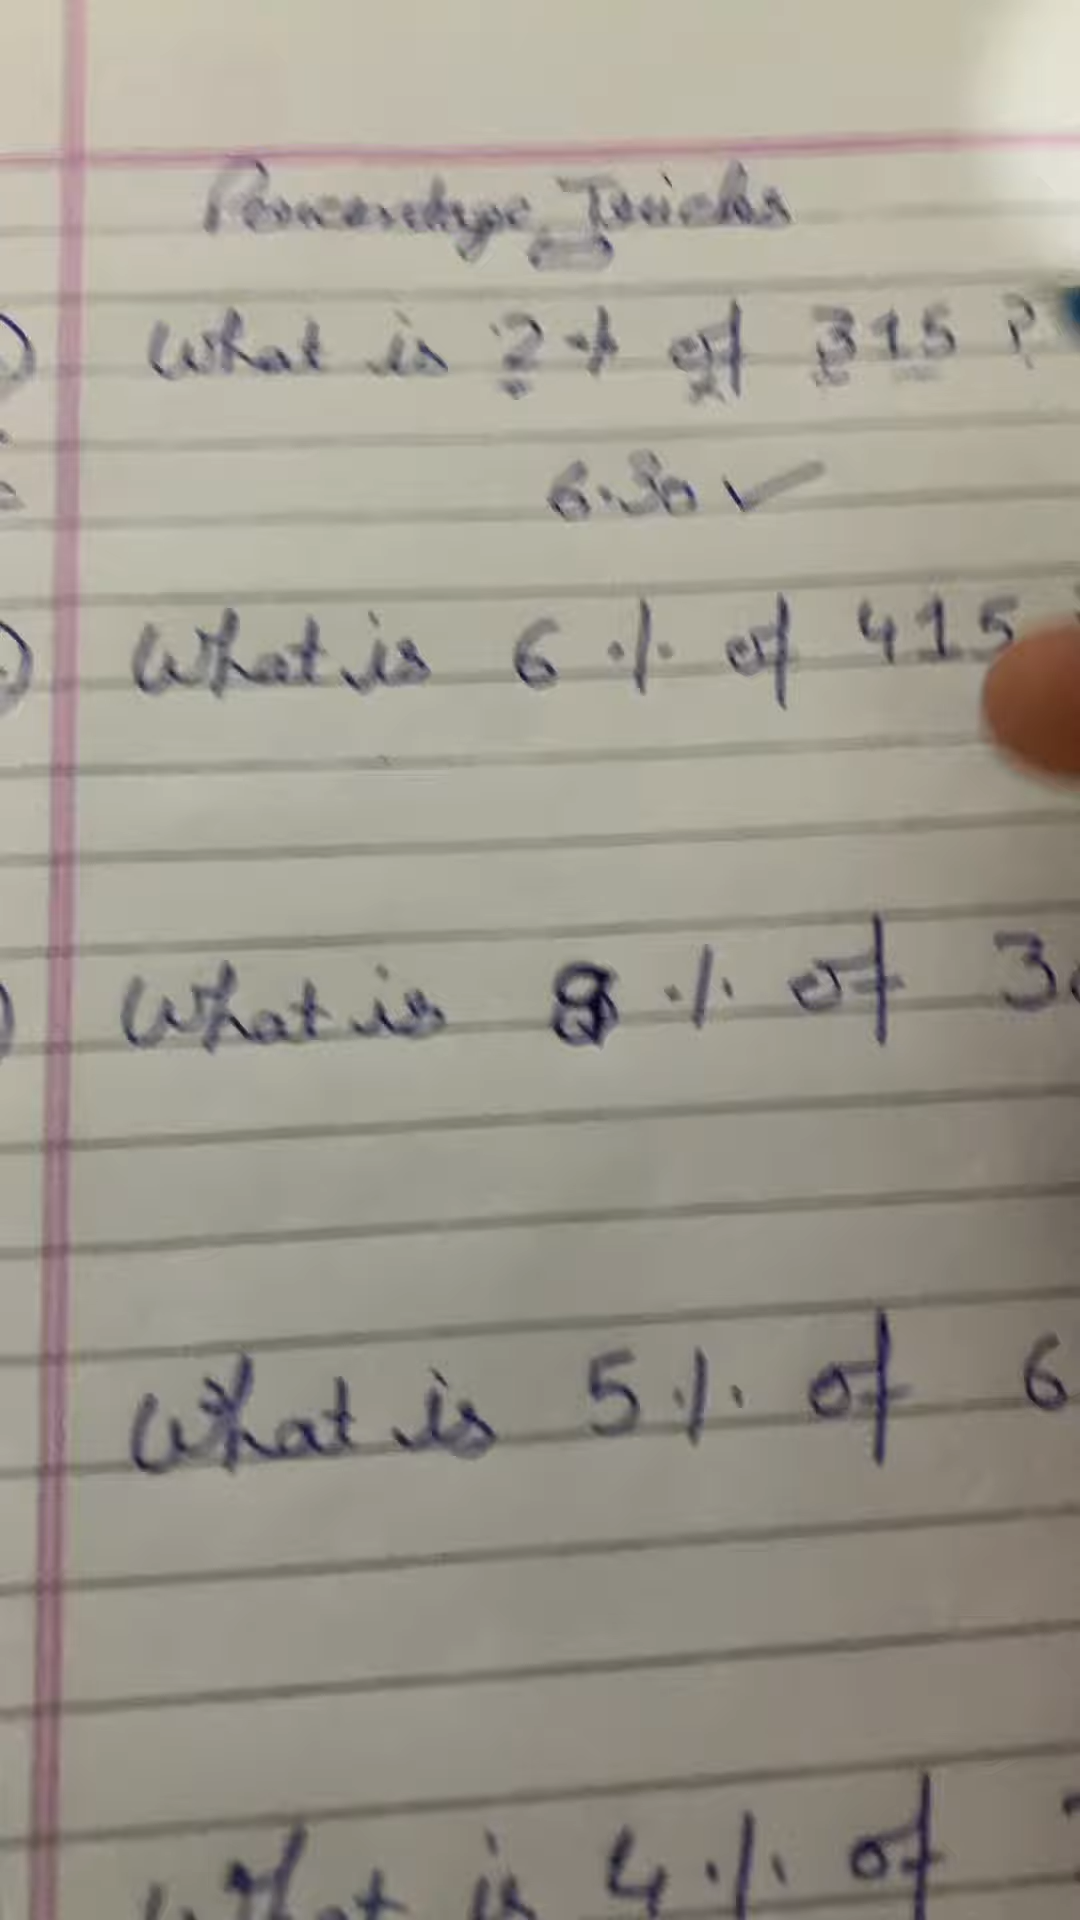 Percentage Tricks
What is 2 % of 315 ?
6.30 ✓
What is 6 % of 415
What is 8 % of 3
What is 5 % of 6
What is 4 % of